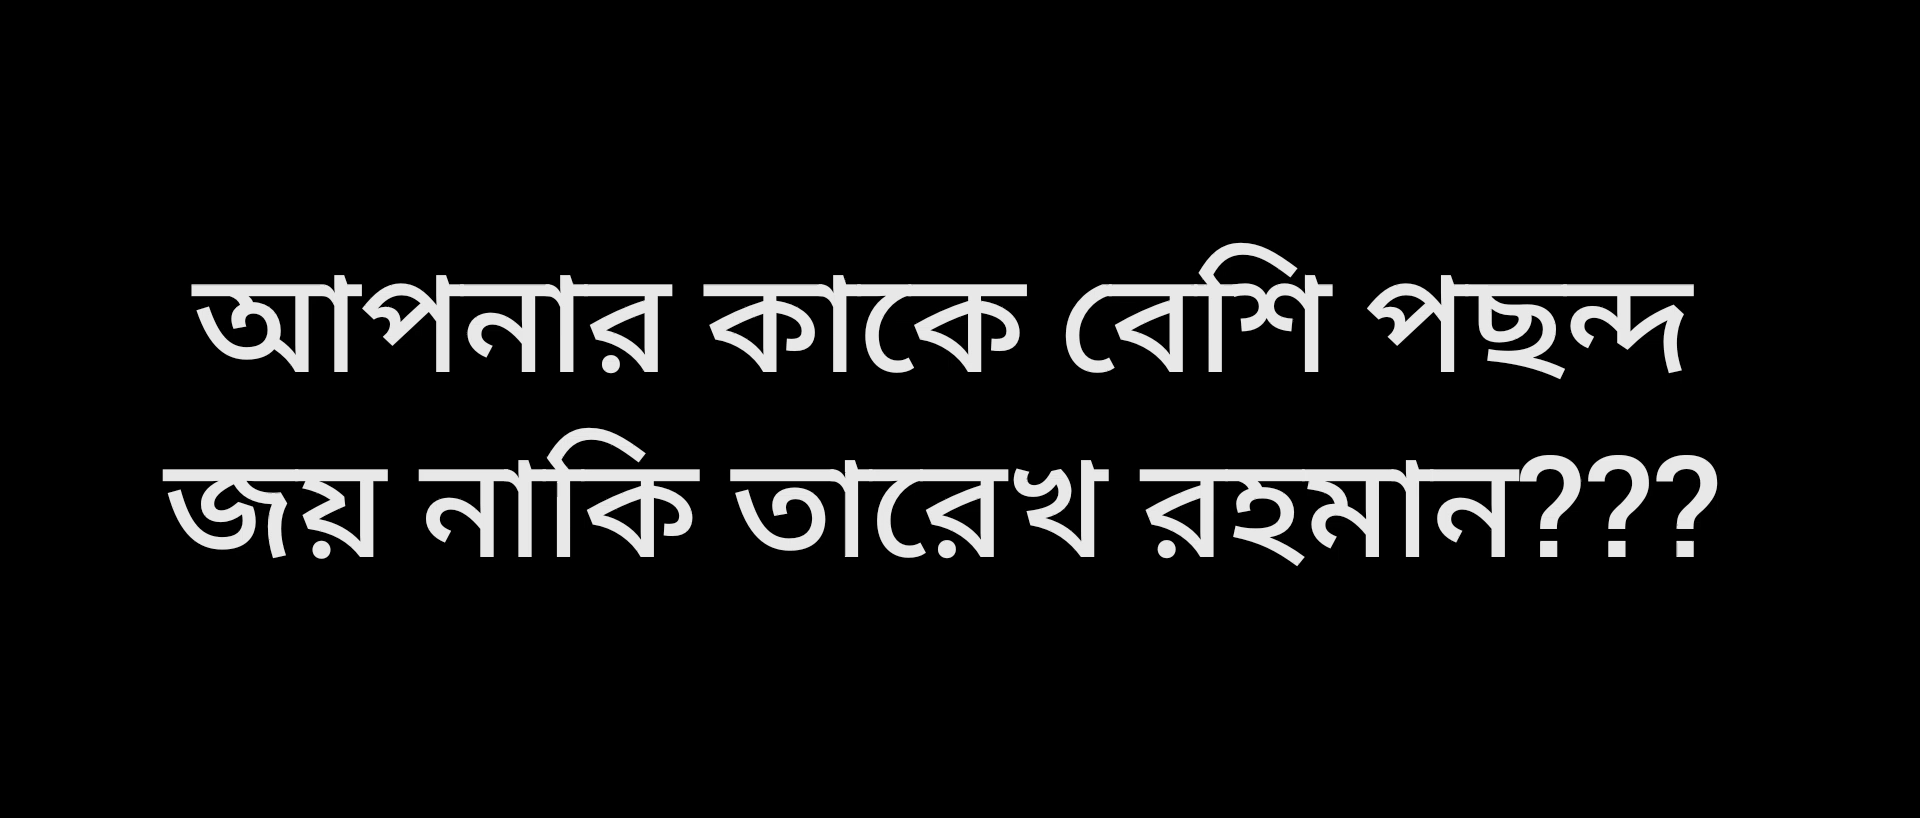 আপনার কাকে বেশি পছন্দ
জয় নাকি তারেখ রহমান???